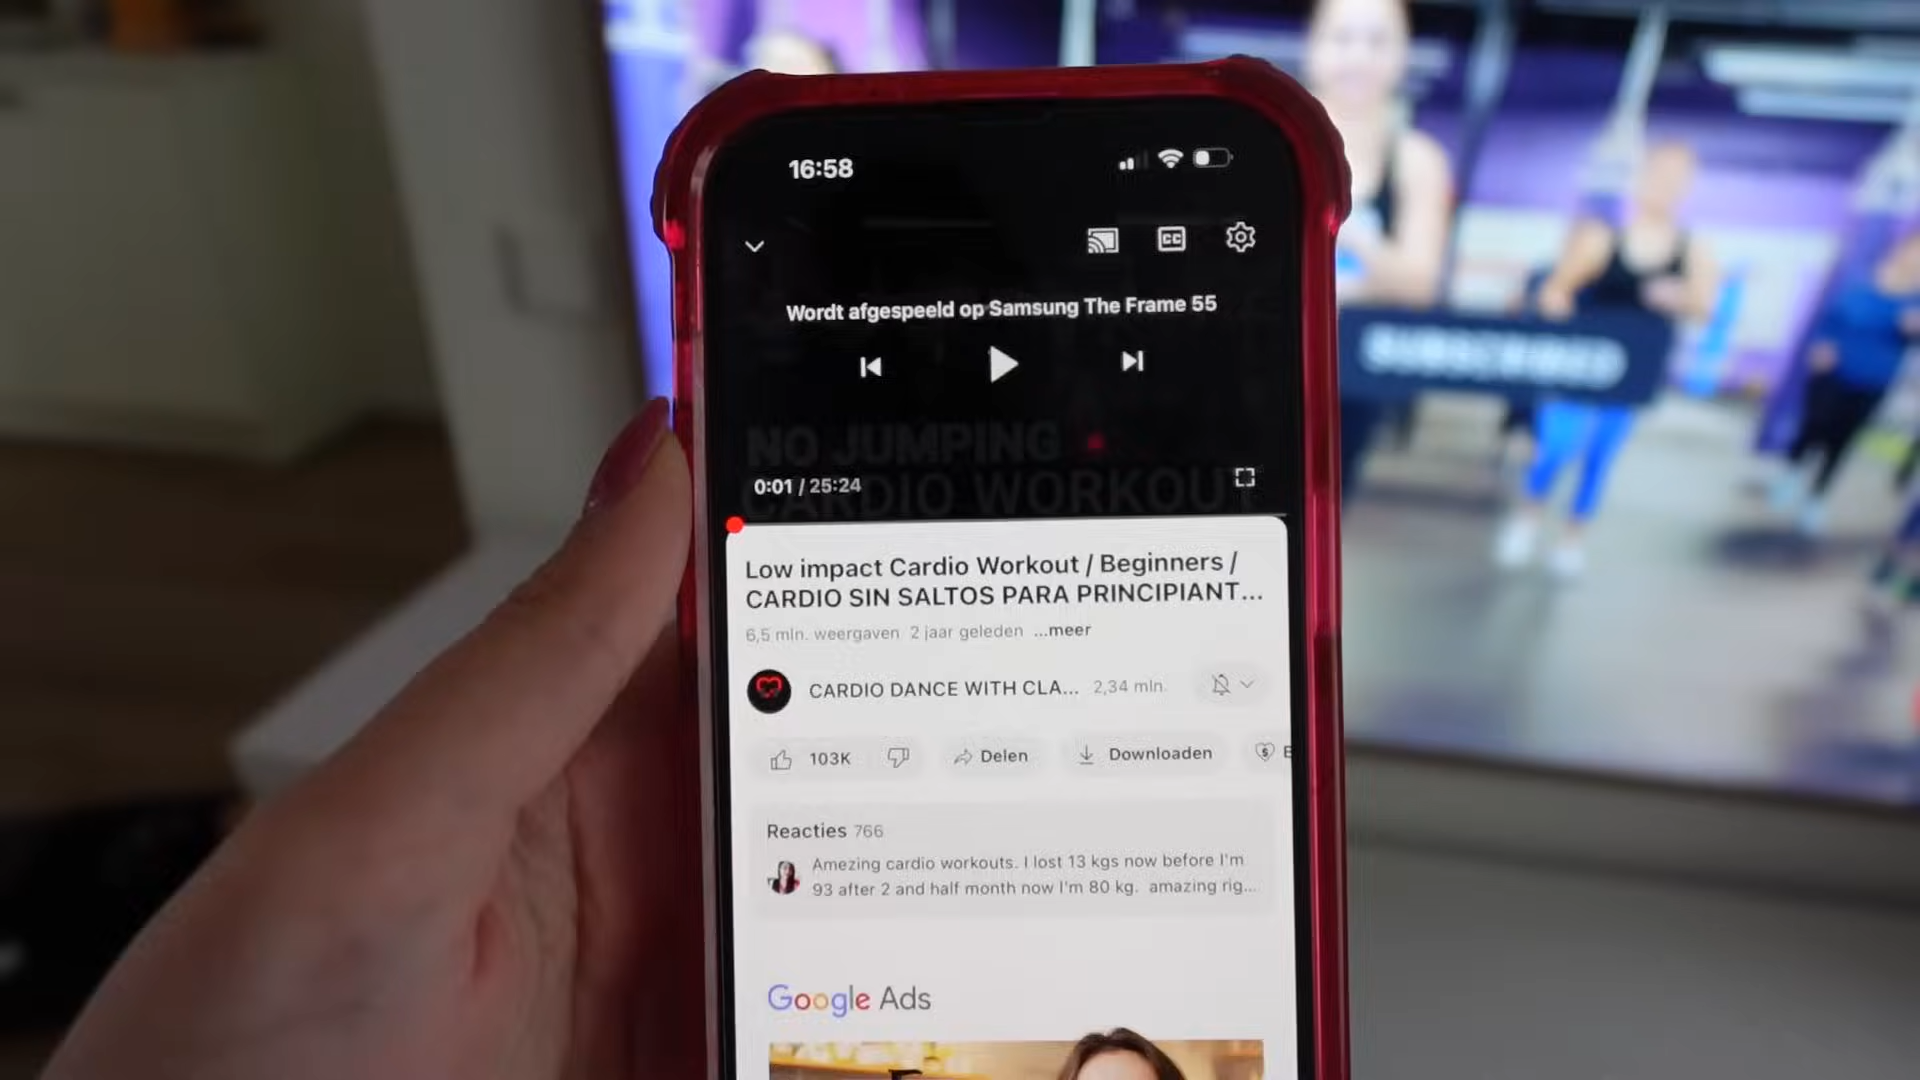 16:58
CC
Wordt afgespeeld op Samsung The Frame 55
NO JUMPING
CARDIO WORKOUT
0:01 / 25:24
Low impact Cardio Workout / Beginners /
CARDIO SIN SALTOS PARA PRINCIPIANT...
6,5 mln. weergaven 2 jaar geleden ...meer
CARDIO DANCE WITH CLA... 2,34 mln.
103K Delen Downloaden
Reacties 766
Amezing cardio workouts. I lost 13 kgs now before I'm
93 after 2 and half month now I'm 80 kg. amazing rig...
Google Ads
SUBSCRIBED